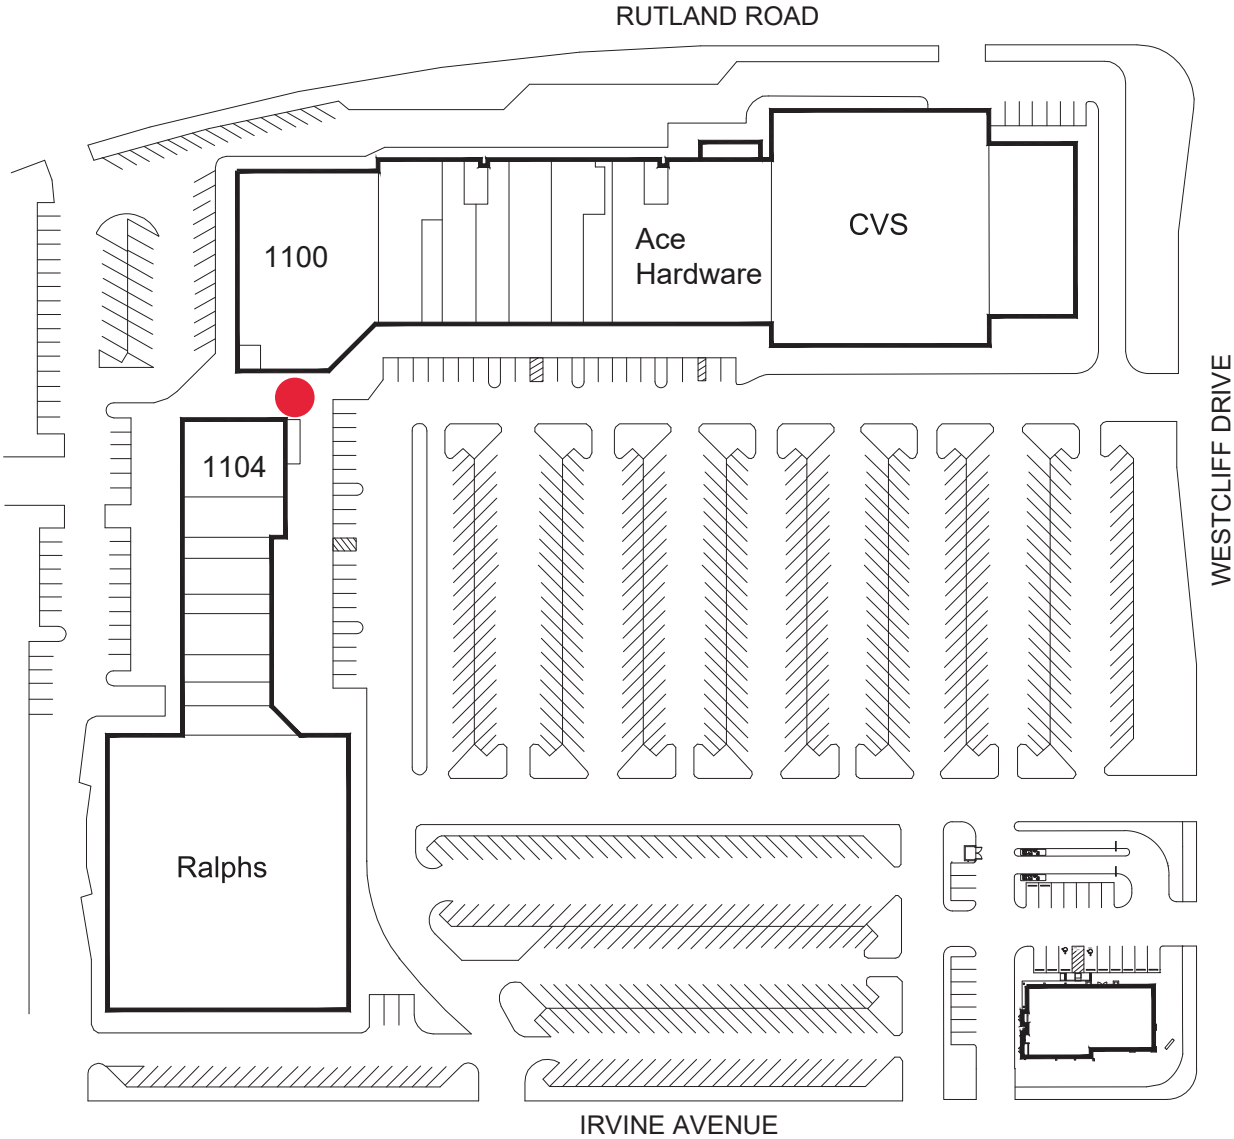 RUTLAND ROAD
CVS
Ace
Hardware
1100
WESTCLIFF DRIVE
1104
Ralphs
IRVINE AVENUE